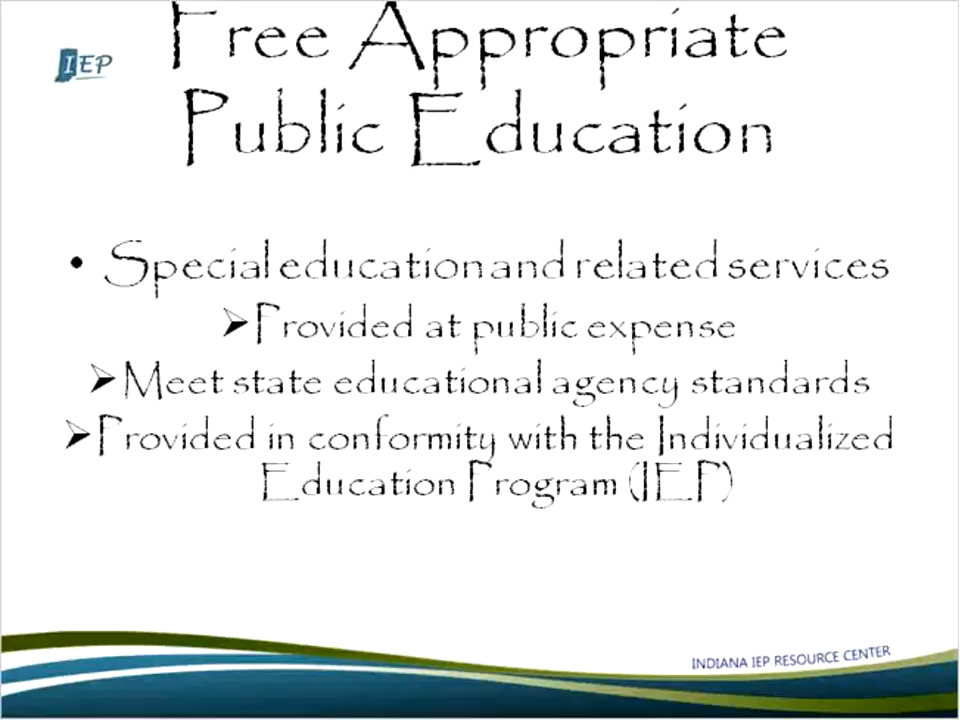 Free Appropriate
IEP
Public Education
• Special education and related services
➢ Provided at public expense
➢ Meet state educational agency standards
➢ Provided in conformity with the Individualized
Education Program (IEP)
INDIANA IEP RESOURCE CENTER